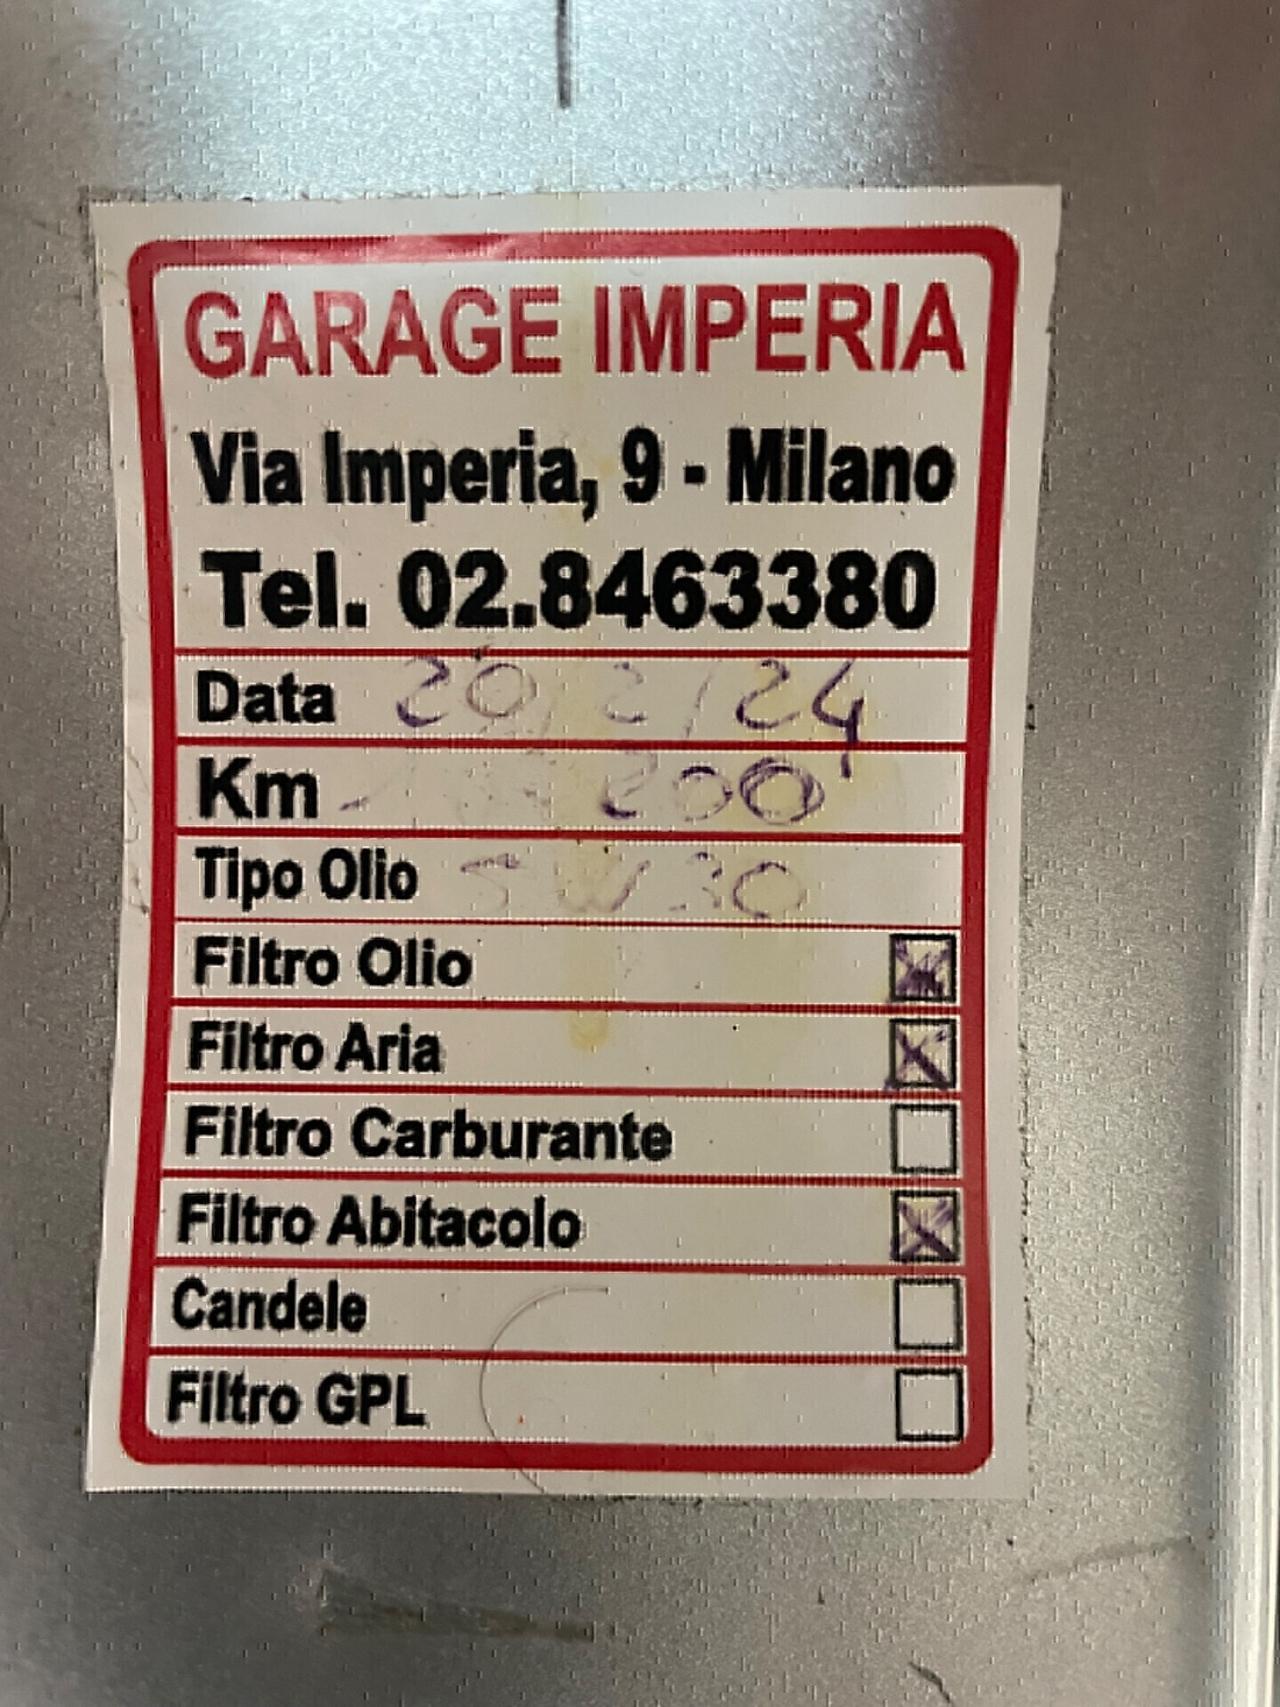 GARAGE IMPERIA
Via Imperia, 9 - Milano
Tel. 02.8463380
Data 20/2/24
Km
Tipo Olio 5W30
Filtro Olio
Filtro Aria
Filtro Carburante
Filtro Abitacolo
Candele
Filtro GPL